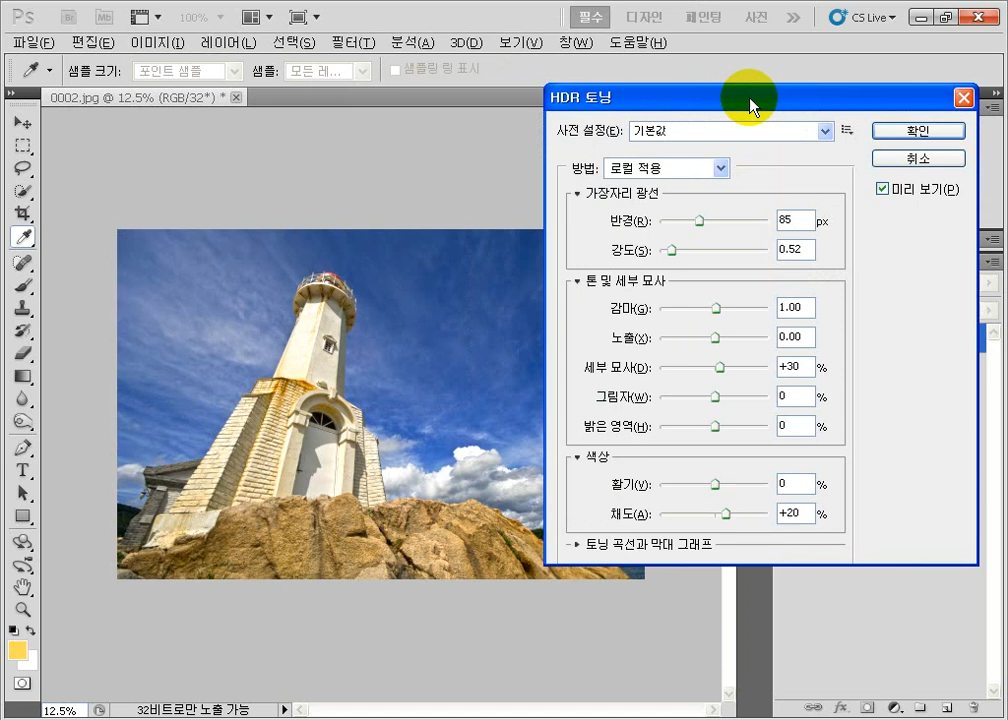 Ps Br Mb 100% 필수 디자인 페인팅 사진 CS Live
파일(F) 편집(E) 이미지(I) 레이어(L) 선택(S) 필터(T) 분석(A) 3D(D) 보기(V) 창(W) 도움말(H)
샘플 크기: 포인트 샘플 샘플: 모든 레... 샘플링 링 표시
0002.jpg @ 12.5% (RGB/32*) *
HDR 토닝
사전 설정(E): 기본값 확인
방법: 로컬 적용 취소
미리 보기(P)
가장자리 광선
반경(R): 85 px
강도(S): 0.52
톤 및 세부 묘사
감마(G): 1.00
노출(X): 0.00
세부 묘사(D): +30 %
그림자(W): 0 %
밝은 영역(H): 0 %
색상
활기(V): 0 %
채도(A): +20 %
토닝 곡선과 막대 그래프
12.5% 32비트로만 노출 가능